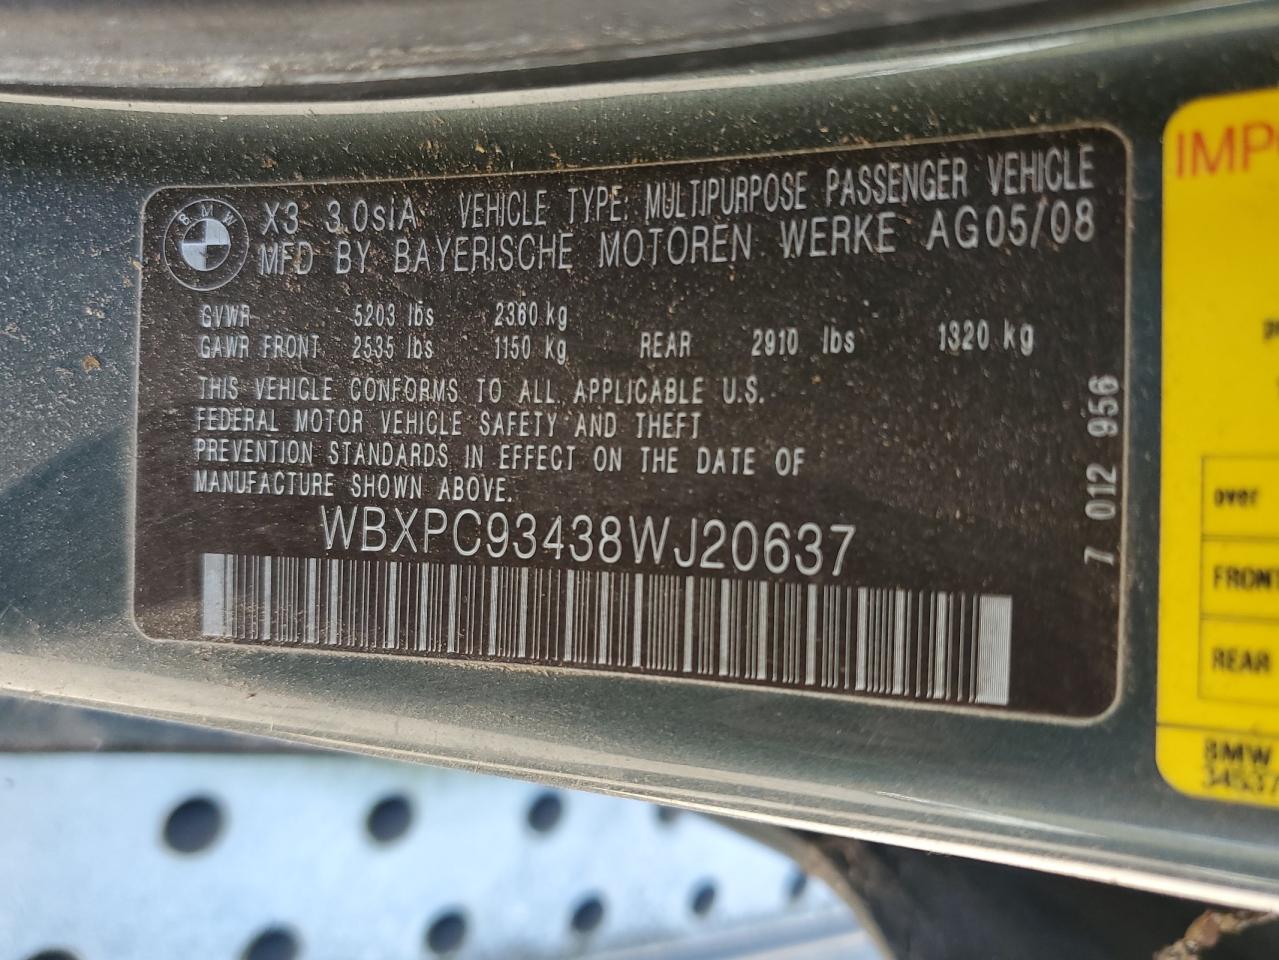 BMW
X3 3.0siA VEHICLE TYPE: MULTIPURPOSE PASSENGER VEHICLE
MFD BY BAYERISCHE MOTOREN WERKE AG05/08
GVWR 5203 lbs 2360 kg
GAWR FRONT 2535 lbs 1150 kg REAR 2910 lbs 1320 kg
THIS VEHICLE CONFORMS TO ALL APPLICABLE U.S.
FEDERAL MOTOR VEHICLE SAFETY AND THEFT
PREVENTION STANDARDS IN EFFECT ON THE DATE OF
MANUFACTURE SHOWN ABOVE.
WBXPC93438WJ20637
7 012 956
IMP
over
FRONT
REAR
BMW
34537